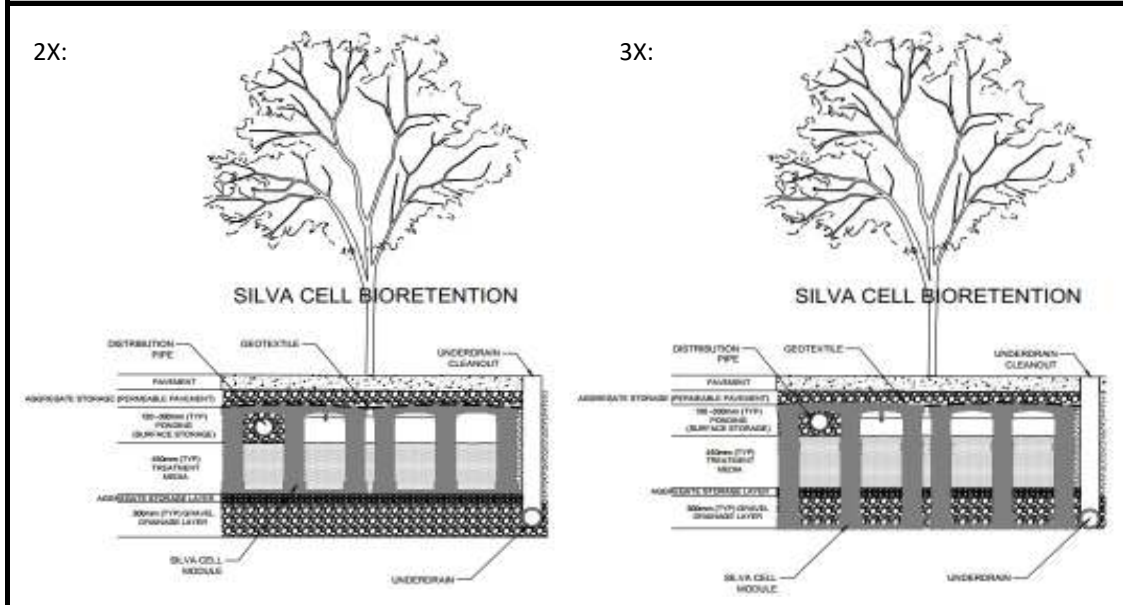 2X:
SILVA CELL BIORETENTION
DISTRIBUTION
PIPE
GEOTEXTILE
UNDERDRAIN
CLEANOUT
PAVEMENT
AGGREGATE STORAGE (PERMEABLE PAVEMENT)
(TYP)
PONDING
(SURFACE STORAGE)
(TYP)
TREATMENT
MEDIA
AGGREGATE STORAGE LAYER
300mm (TYP) GRAVEL
DRAINAGE LAYER
SILVA CELL
MODULE
UNDERDRAIN
3X:
SILVA CELL BIORETENTION
DISTRIBUTION
PIPE
GEOTEXTILE
UNDERDRAIN
CLEANOUT
PAVEMENT
AGGREGATE STORAGE (PERMEABLE PAVEMENT)
(TYP)
PONDING
(SURFACE STORAGE)
(TYP)
TREATMENT
MEDIA
AGGREGATE STORAGE LAYER
300mm (TYP) GRAVEL
DRAINAGE LAYER
SILVA CELL
MODULE
UNDERDRAIN